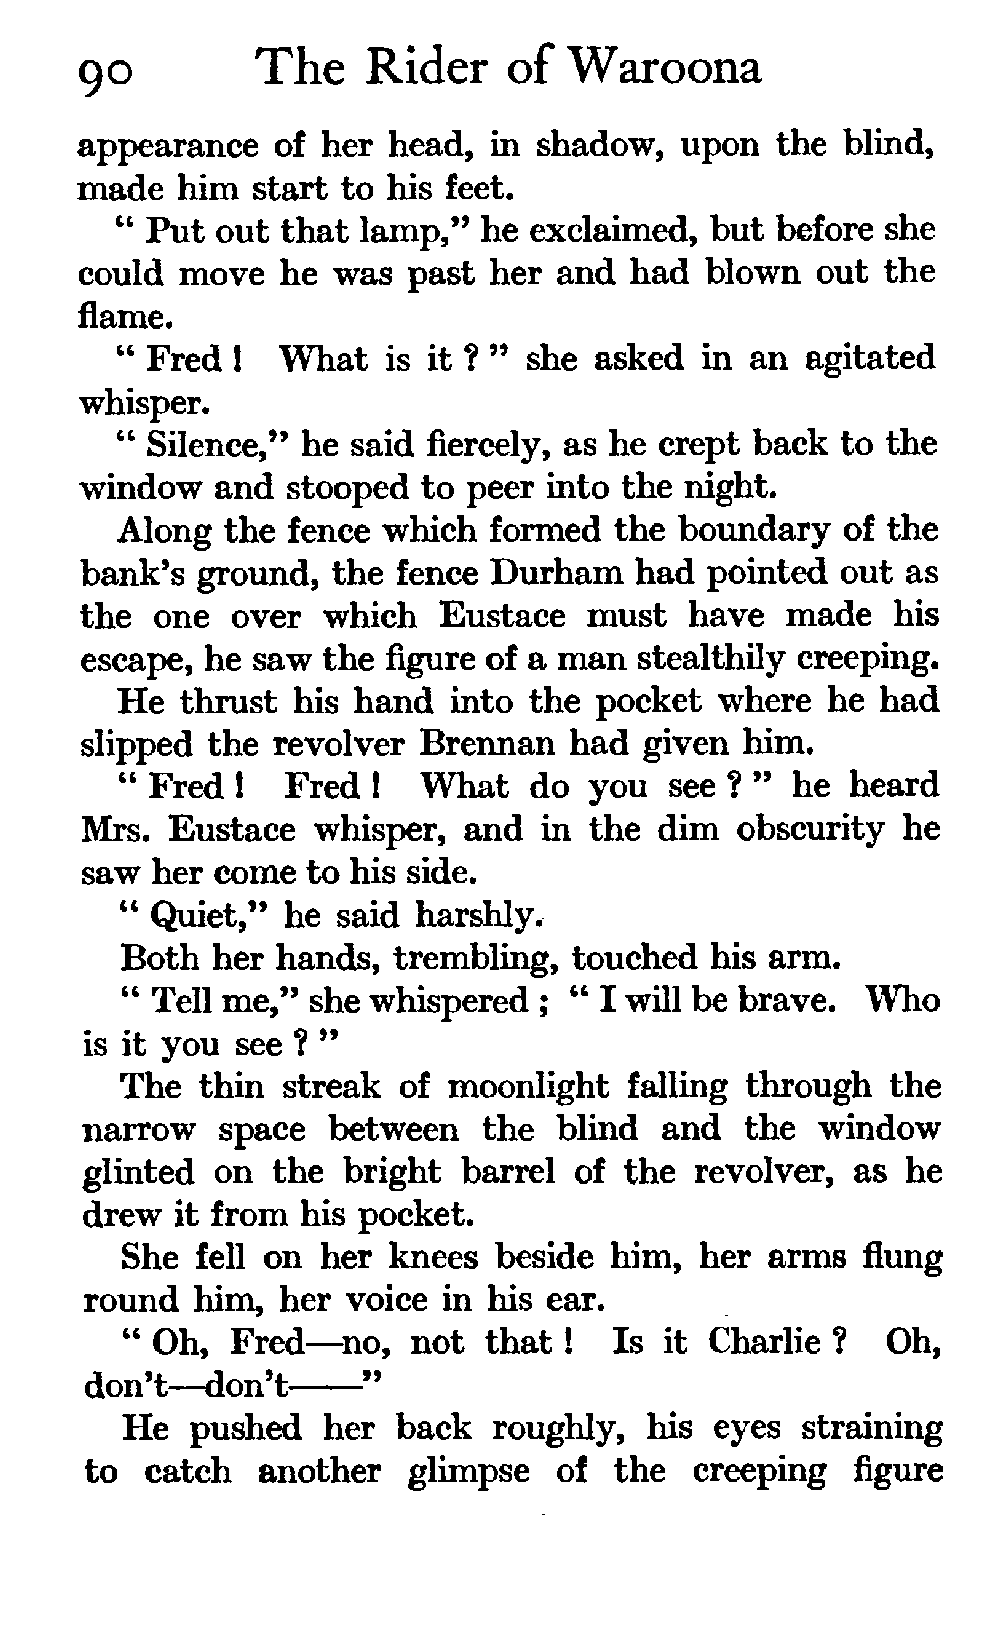 90 The Rider of Waroona
appearance of her head, in shadow, upon the blind,
made him start to his feet.
“ Put out that lamp,” he exclaimed, but before she
could move he was past her and had blown out the
flame.
“ Fred ! What is it ? ” she asked in an agitated
whisper.
“ Silence,” he said fiercely, as he crept back to the
window and stooped to peer into the night.
Along the fence which formed the boundary of the
bank’s ground, the fence Durham had pointed out as
the one over which Eustace must have made his
escape, he saw the figure of a man stealthily creeping.
He thrust his hand into the pocket where he had
slipped the revolver Brennan had given him.
“ Fred ! Fred ! What do you see ? ” he heard
Mrs. Eustace whisper, and in the dim obscurity he
saw her come to his side.
“ Quiet,” he said harshly.
Both her hands, trembling, touched his arm.
“ Tell me,” she whispered ; “ I will be brave. Who
is it you see ? ”
The thin streak of moonlight falling through the
narrow space between the blind and the window
glinted on the bright barrel of the revolver, as he
drew it from his pocket.
She fell on her knees beside him, her arms flung
round him, her voice in his ear.
“ Oh, Fred—no, not that ! Is it Charlie ? Oh,
don’t—don’t——”
He pushed her back roughly, his eyes straining
to catch another glimpse of the creeping figure